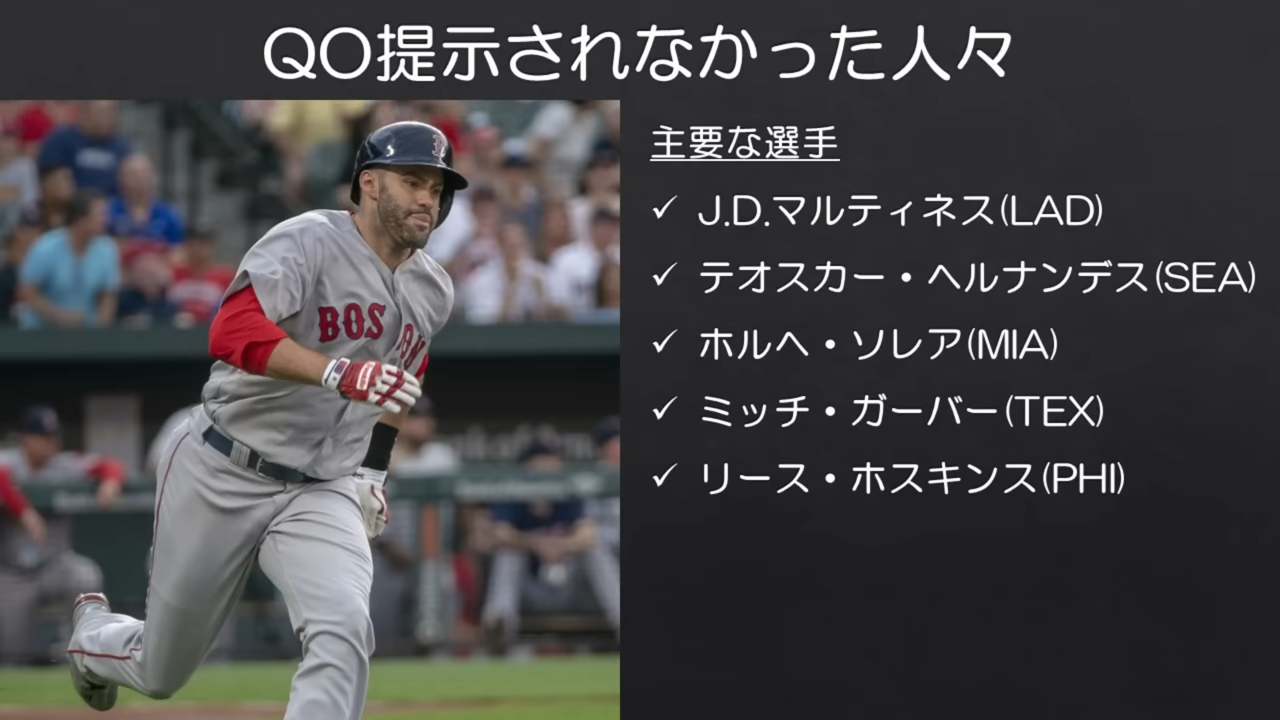 QO提示されなかった人々
主要な選手
✓ J.D.マルティネス(LAD)
✓ テオスカー・ヘルナンデス(SEA)
✓ ホルヘ・ソレア(MIA)
✓ ミッチ・ガーバー(TEX)
✓ リース・ホスキンス(PHI)
BOSTON